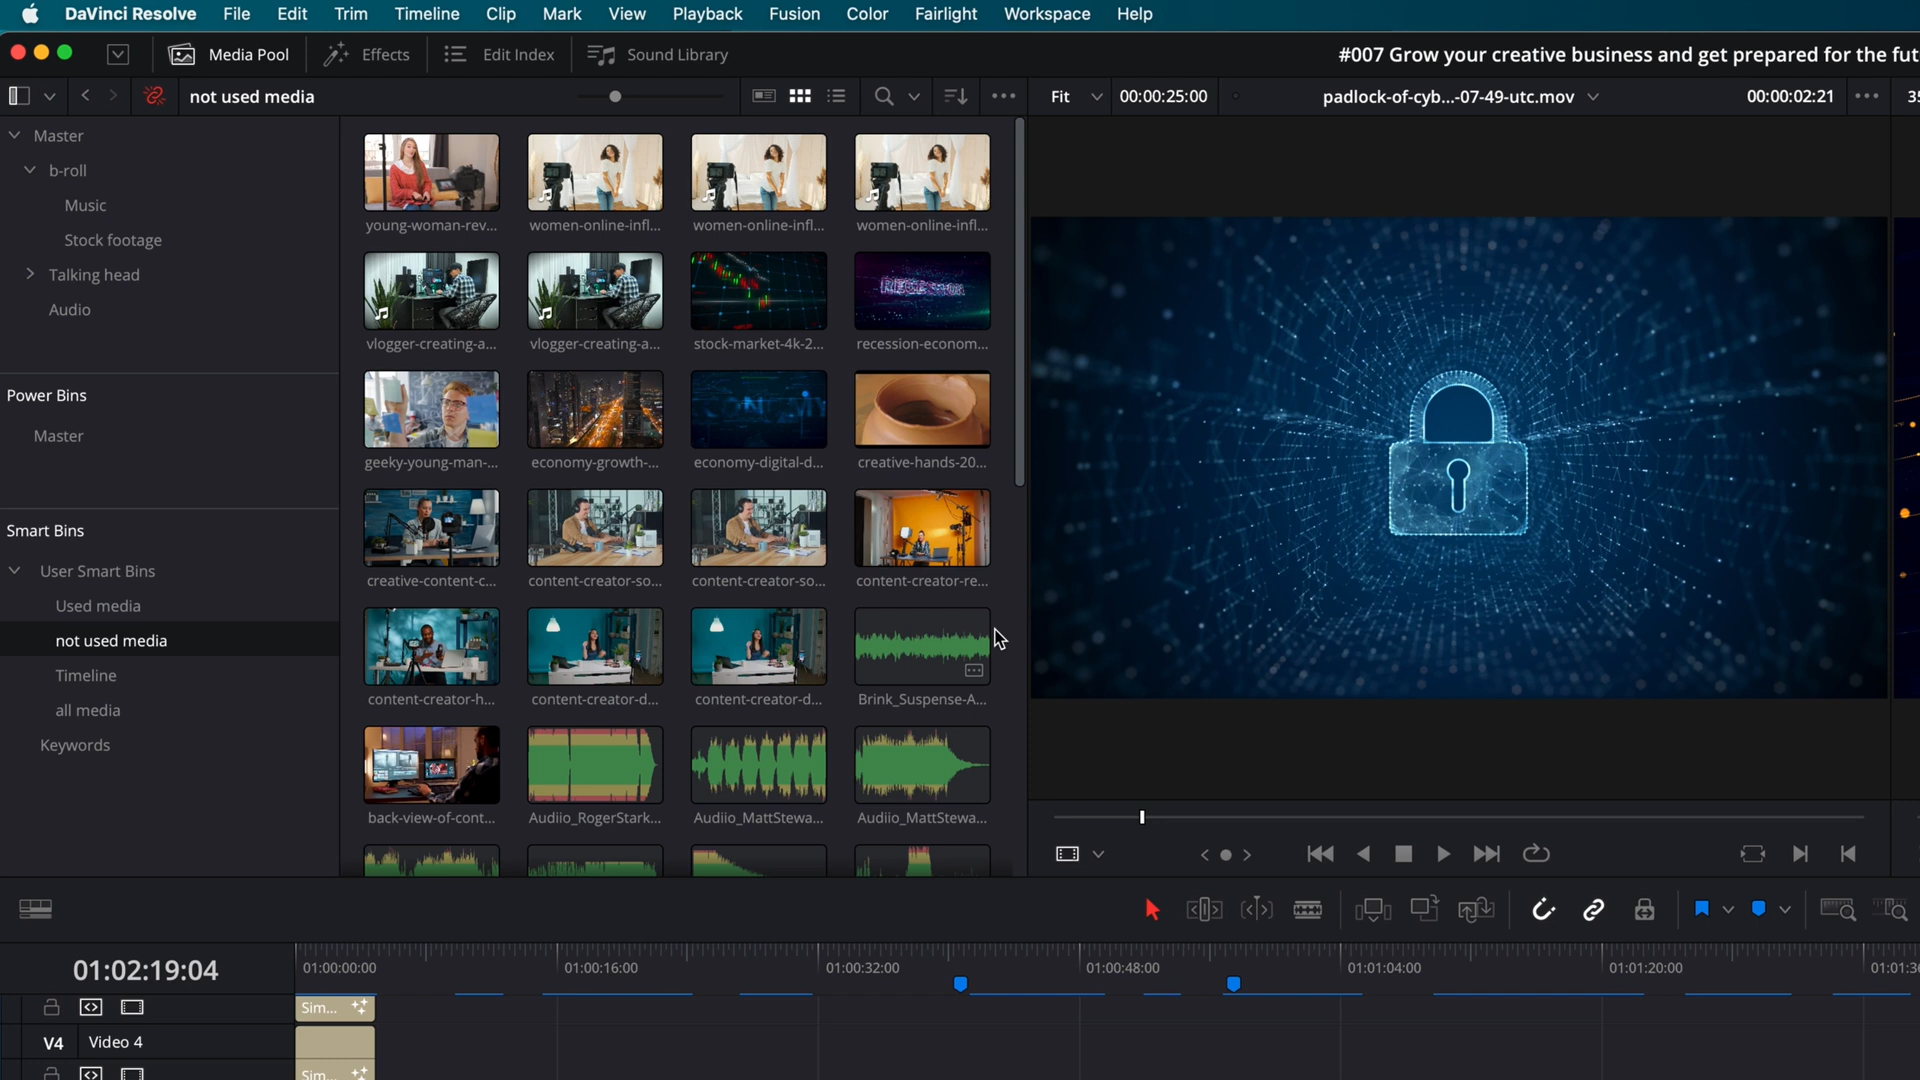 DaVinci Resolve File Edit Trim Timeline Clip Mark View Playback Fusion Color Fairlight Workspace Help
Media Pool Effects Edit Index Sound Library #007 Grow your creative business and get prepared for the fut
not used media Fit 00:00:25:00 padlock-of-cyb...-07-49-utc.mov 00:00:02:21 35
Master
b-roll
Music
Stock footage
Talking head
Audio
Power Bins
Master
Smart Bins
User Smart Bins
Used media
not used media
Timeline
all media
Keywords
young-woman-rev... women-online-infl... women-online-infl... women-online-infl...
RECESSION
vlogger-creating-a... vlogger-creating-a... stock-market-4k-2... recession-econom...
geeky-young-man-... economy-growth-... economy-digital-d... creative-hands-20...
creative-content-c... content-creator-so... content-creator-so... content-creator-re...
content-creator-h... content-creator-d... content-creator-d... Brink_Suspense-A...
back-view-of-cont... Audiio_RogerStark... Audiio_MattStewa... Audiio_MattStewa...
01:02:19:04 01:00:00:00 01:00:16:00 01:00:32:00 01:00:48:00 01:01:04:00 01:01:20:00 01:01:36
Sim...
V4 Video 4
Sim...